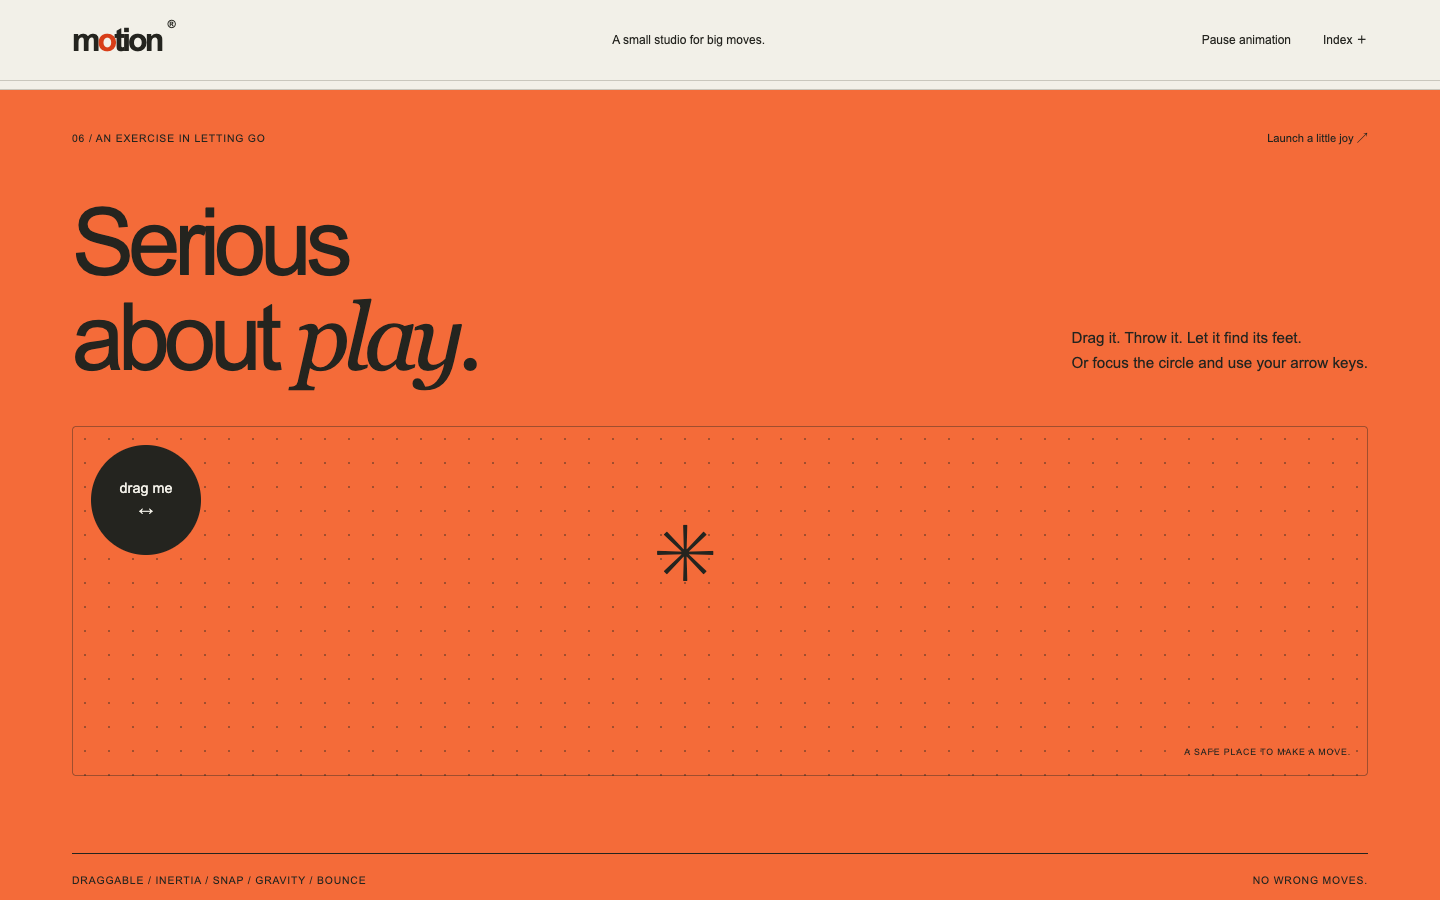 motion®
A small studio for big moves.
Pause animation
Index +
06 / AN EXERCISE IN LETTING GO
Launch a little joy ↗
Serious
about play.
Drag it. Throw it. Let it find its feet.
Or focus the circle and use your arrow keys.
drag me
↔
A SAFE PLACE TO MAKE A MOVE.
DRAGGABLE / INERTIA / SNAP / GRAVITY / BOUNCE
NO WRONG MOVES.